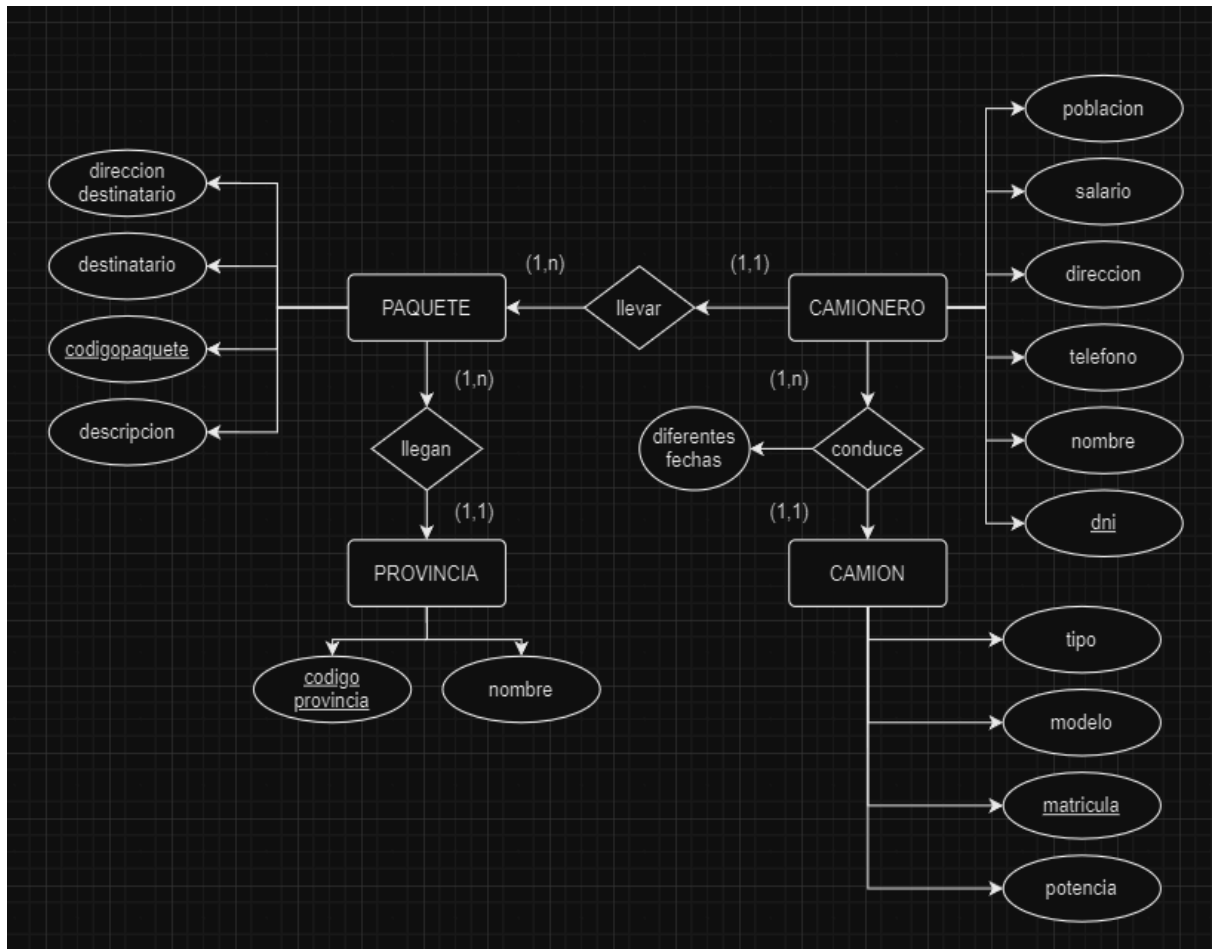 poblacion
direccion
destinatario
salario
destinatario
(1,n)
(1,1)
direccion
PAQUETE
llevar
CAMIONERO
codigopaquete
telefono
(1,n)
(1,n)
descripcion
llegan
diferentes
fechas
conduce
nombre
(1,1)
(1,1)
dni
PROVINCIA
CAMION
tipo
codigo
provincia
nombre
modelo
matricula
potencia